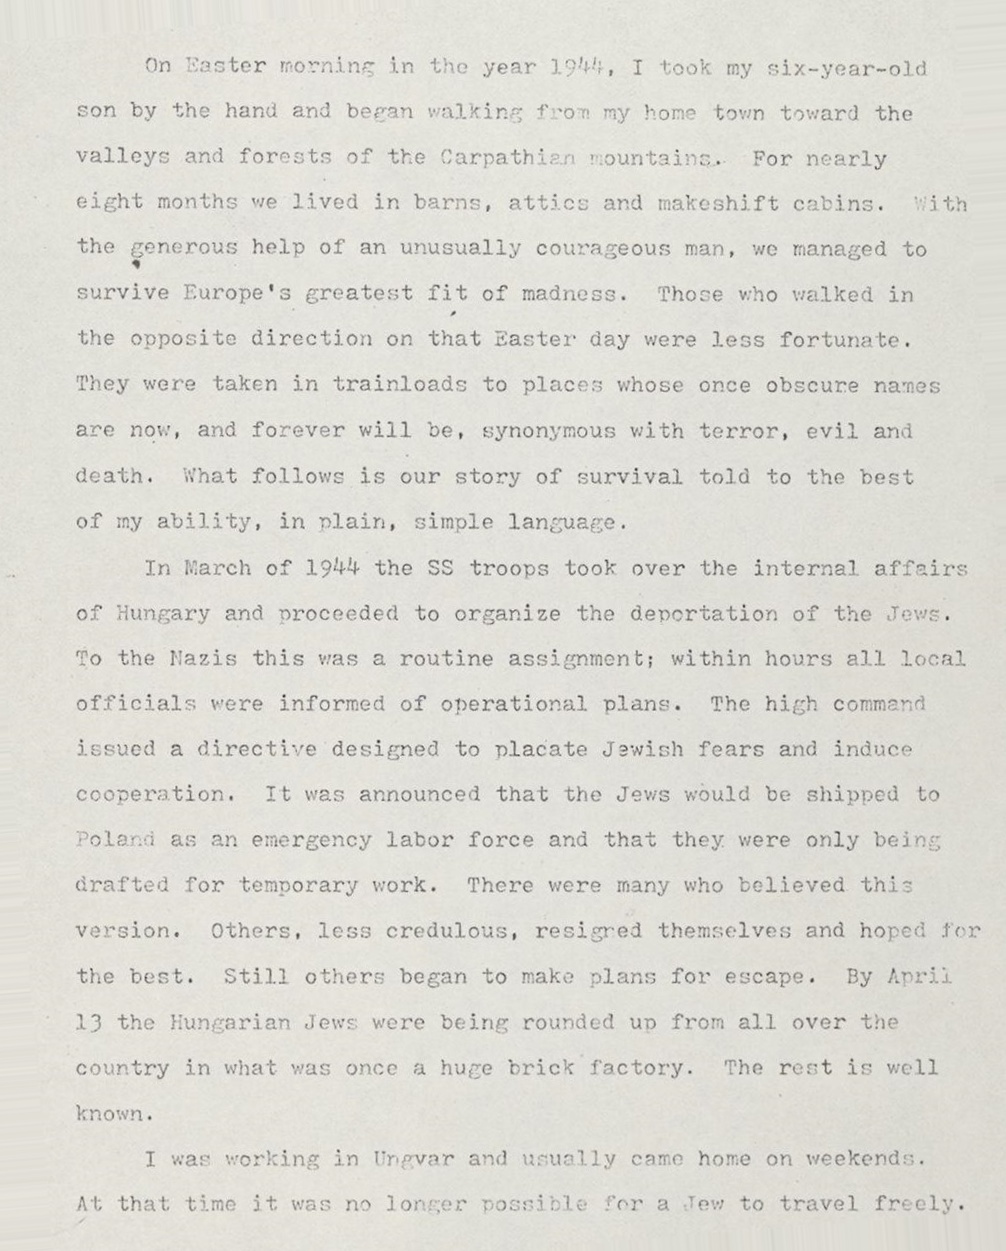 On Easter morning in the year 1944, I took my six-year-old
son by the hand and began walking from my home town toward the
valleys and forests of the Carpathian mountains. For nearly
eight months we lived in barns, attics and makeshift cabins. With
the generous help of an unusually courageous man, we managed to
survive Europe's greatest fit of madness. Those who walked in
the opposite direction on that Easter day were less fortunate.
They were taken in trainloads to places whose once obscure names
are now, and forever will be, synonymous with terror, evil and
death. What follows is our story of survival told to the best
of my ability, in plain, simple language.
In March of 1944 the SS troops took over the internal affairs
of Hungary and proceeded to organize the deportation of the Jews.
To the Nazis this was a routine assignment; within hours all local
officials were informed of operational plans. The high command
issued a directive designed to placate Jewish fears and induce
cooperation. It was announced that the Jews would be shipped to
Poland as an emergency labor force and that they were only being
drafted for temporary work. There were many who believed this
version. Others, less credulous, resigned themselves and hoped for
the best. Still others began to make plans for escape. By April
13 the Hungarian Jews were being rounded up from all over the
country in what was once a huge brick factory. The rest is well
known.
I was working in Ungvar and usually came home on weekends.
At that time it was no longer possible for a Jew to travel freely.